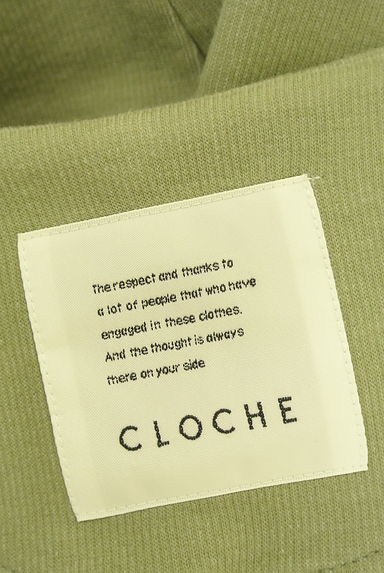 The respect and thanks to
a lot of people that who have
engaged in these clothes.
And the thought is always
there on your side
CLOCHE